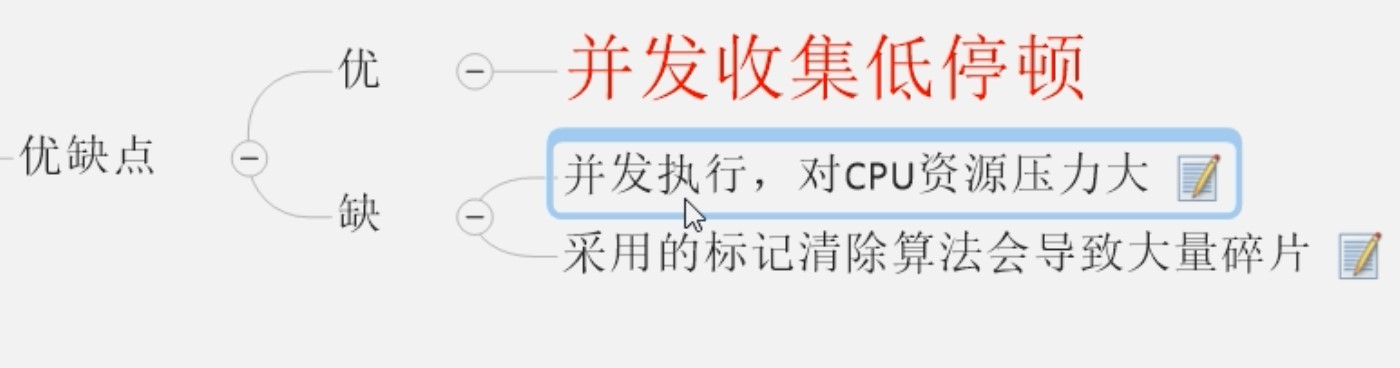 优
并发收集低停顿
优缺点
并发执行，对CPU资源压力大
缺
采用的标记清除算法会导致大量碎片